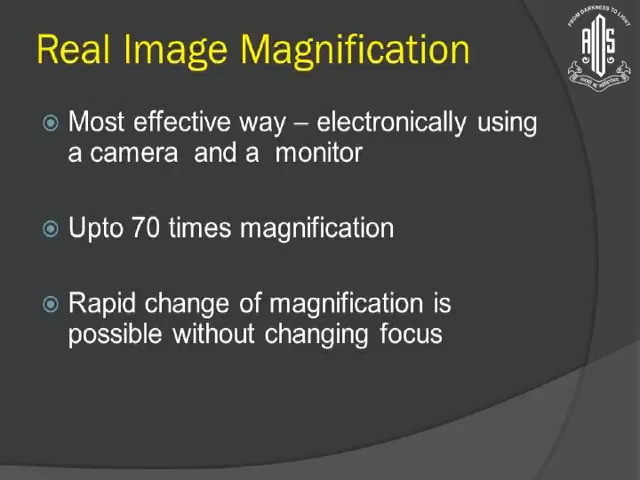 FROM DARKNESS TO LIGHT
Real Image Magnification
Most effective way – electronically using
a camera and a monitor
Upto 70 times magnification
Rapid change of magnification is
possible without changing focus